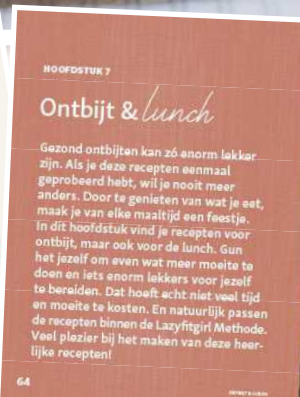 HOOFDSTUK 7
Ontbijt & lunch
Gezond ontbijten kan zó enorm lekker
zijn. Als je deze recepten eenmaal
geprobeerd hebt, wil je nooit meer
anders. Door te genieten van wat je eet,
maak je van elke maaltijd een feestje.
In dit hoofdstuk vind je recepten voor
ontbijt, maar ook voor de lunch. Gun
het jezelf om even wat meer moeite te
doen en iets enorm lekkers voor jezelf
te bereiden. Dat hoeft echt niet veel tijd
en moeite te kosten. En natuurlijk passen
de recepten binnen de Lazyfitgirl Methode.
Veel plezier bij het maken van deze heer-
lijke recepten!
64
ONTBIJT & LUNCH